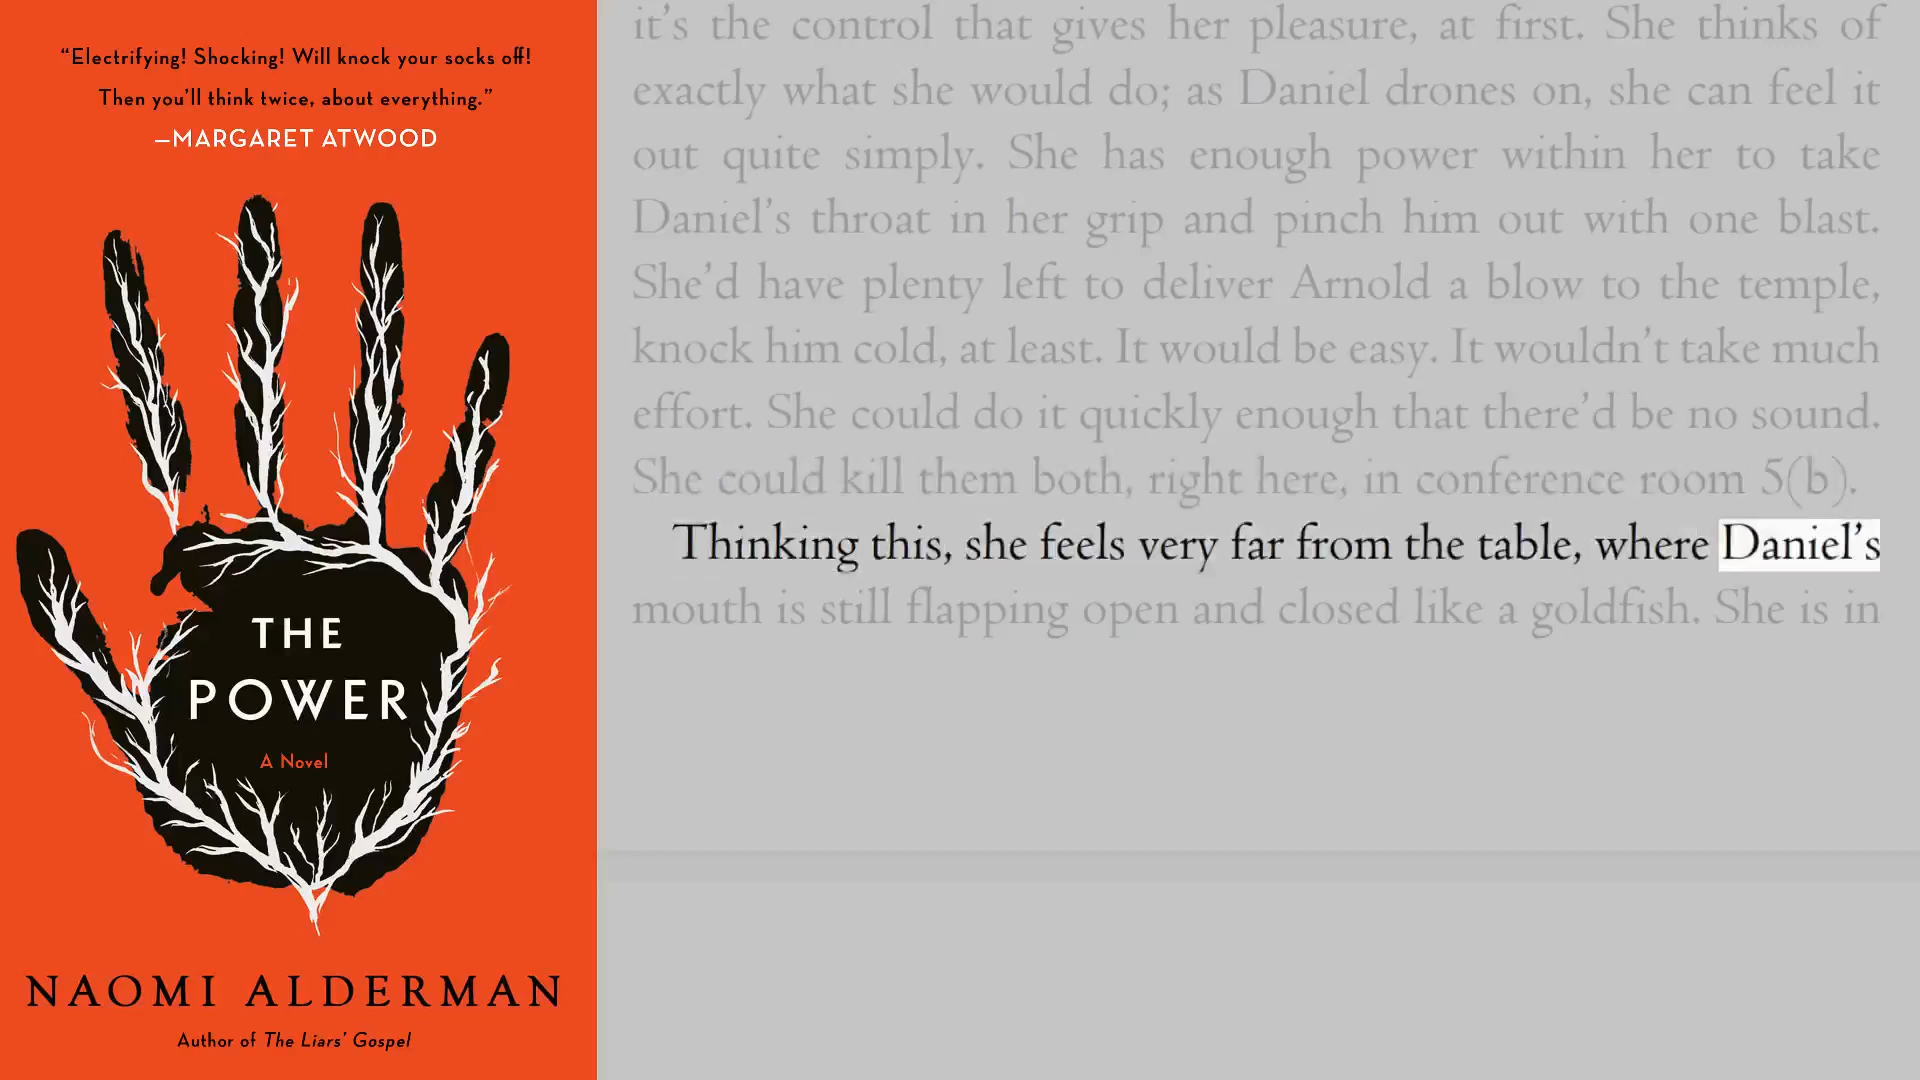 “Electrifying! Shocking! Will knock your socks off!
Then you’ll think twice, about everything.”
—MARGARET ATWOOD
THE
POWER
A Novel
NAOMI ALDERMAN
Author of The Liars’ Gospel
it’s the control that gives her pleasure, at first. She thinks of
exactly what she would do; as Daniel drones on, she can feel it
out quite simply. She has enough power within her to take
Daniel’s throat in her grip and pinch him out with one blast.
She’d have plenty left to deliver Arnold a blow to the temple,
knock him cold, at least. It would be easy. It wouldn’t take much
effort. She could do it quickly enough that there’d be no sound.
She could kill them both, right here, in conference room 5(b).
Thinking this, she feels very far from the table, where Daniel’s
mouth is still flapping open and closed like a goldfish. She is in